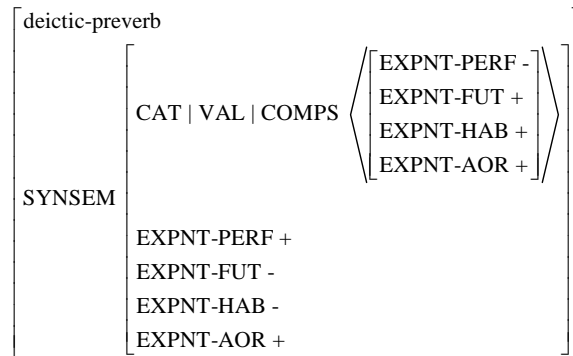 deictic-preverb
EXPNT-PERF -
EXPNT-FUT +
CAT | VAL | COMPS
EXPNT-HAB +
EXPNT-AOR +
SYNSEM
EXPNT-PERF +
EXPNT-FUT -
EXPNT-HAB -
EXPNT-AOR +